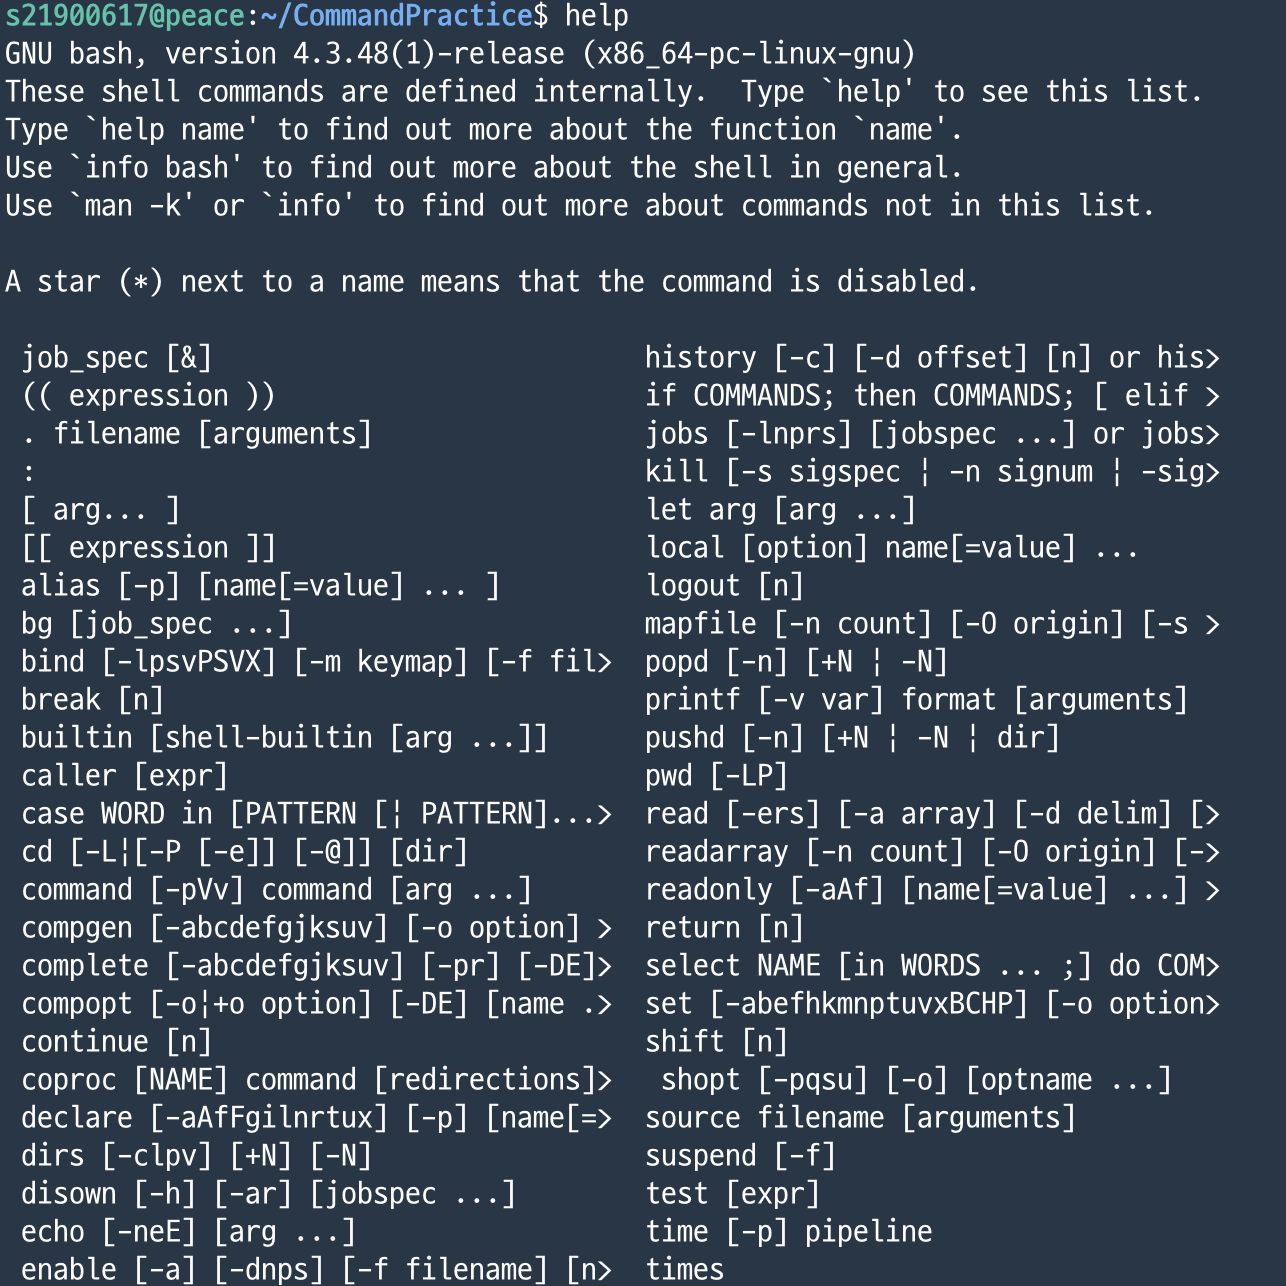 s21900617@peace:~/CommandPractice$ help
GNU bash, version 4.3.48(1)-release (x86_64-pc-linux-gnu)
These shell commands are defined internally.  Type `help' to see this list.
Type `help name' to find out more about the function `name'.
Use `info bash' to find out more about the shell in general.
Use `man -k' or `info' to find out more about commands not in this list.

A star (*) next to a name means that the command is disabled.

 job_spec [&]                           history [-c] [-d offset] [n] or his>
 (( expression ))                       if COMMANDS; then COMMANDS; [ elif >
 . filename [arguments]                 jobs [-lnprs] [jobspec ...] or jobs>
 :                                      kill [-s sigspec ¦ -n signum ¦ -sig>
 [ arg... ]                             let arg [arg ...]
 [[ expression ]]                       local [option] name[=value] ...
 alias [-p] [name[=value] ... ]         logout [n]
 bg [job_spec ...]                      mapfile [-n count] [-O origin] [-s >
 bind [-lpsvPSVX] [-m keymap] [-f fil>  popd [-n] [+N ¦ -N]
 break [n]                              printf [-v var] format [arguments]
 builtin [shell-builtin [arg ...]]      pushd [-n] [+N ¦ -N ¦ dir]
 caller [expr]                          pwd [-LP]
 case WORD in [PATTERN [¦ PATTERN]...>  read [-ers] [-a array] [-d delim] [>
 cd [-L¦[-P [-e]] [-@]] [dir]           readarray [-n count] [-O origin] [->
 command [-pVv] command [arg ...]       readonly [-aAf] [name[=value] ...] >
 compgen [-abcdefgjksuv] [-o option] >  return [n]
 complete [-abcdefgjksuv] [-pr] [-DE]>  select NAME [in WORDS ... ;] do COM>
 compopt [-o¦+o option] [-DE] [name .>  set [-abefhkmnptuvxBCHP] [-o option>
 continue [n]                           shift [n]
 coproc [NAME] command [redirections]>   shopt [-pqsu] [-o] [optname ...]
 declare [-aAfFgilnrtux] [-p] [name[=>  source filename [arguments]
 dirs [-clpv] [+N] [-N]                 suspend [-f]
 disown [-h] [-ar] [jobspec ...]        test [expr]
 echo [-neE] [arg ...]                  time [-p] pipeline
 enable [-a] [-dnps] [-f filename] [n>  times